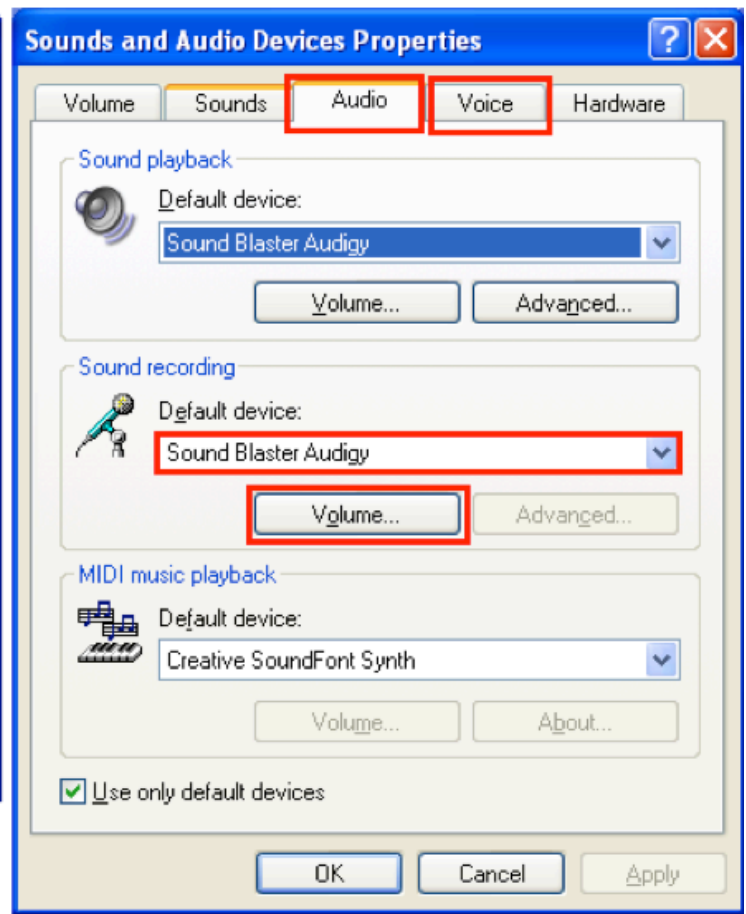 Sounds and Audio Devices Properties
Volume Sounds Audio Voice Hardware
Sound playback
Default device:
Sound Blaster Audigy
Volume... Advanced...
Sound recording
Default device:
Sound Blaster Audigy
Volume... Advanced...
MIDI music playback
Default device:
Creative SoundFont Synth
Volume... About...
Use only default devices
OK Cancel Apply